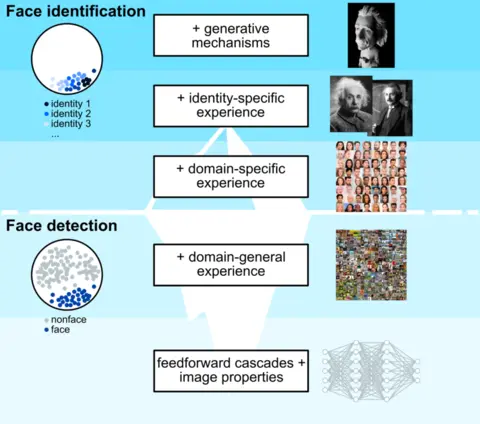 Face identification
+ generative
mechanisms
identity 1
identity 2
identity 3
...
+ identity-specific
experience
+ domain-specific
experience
Face detection
+ domain-general
experience
nonface
face
feedforward cascades +
image properties